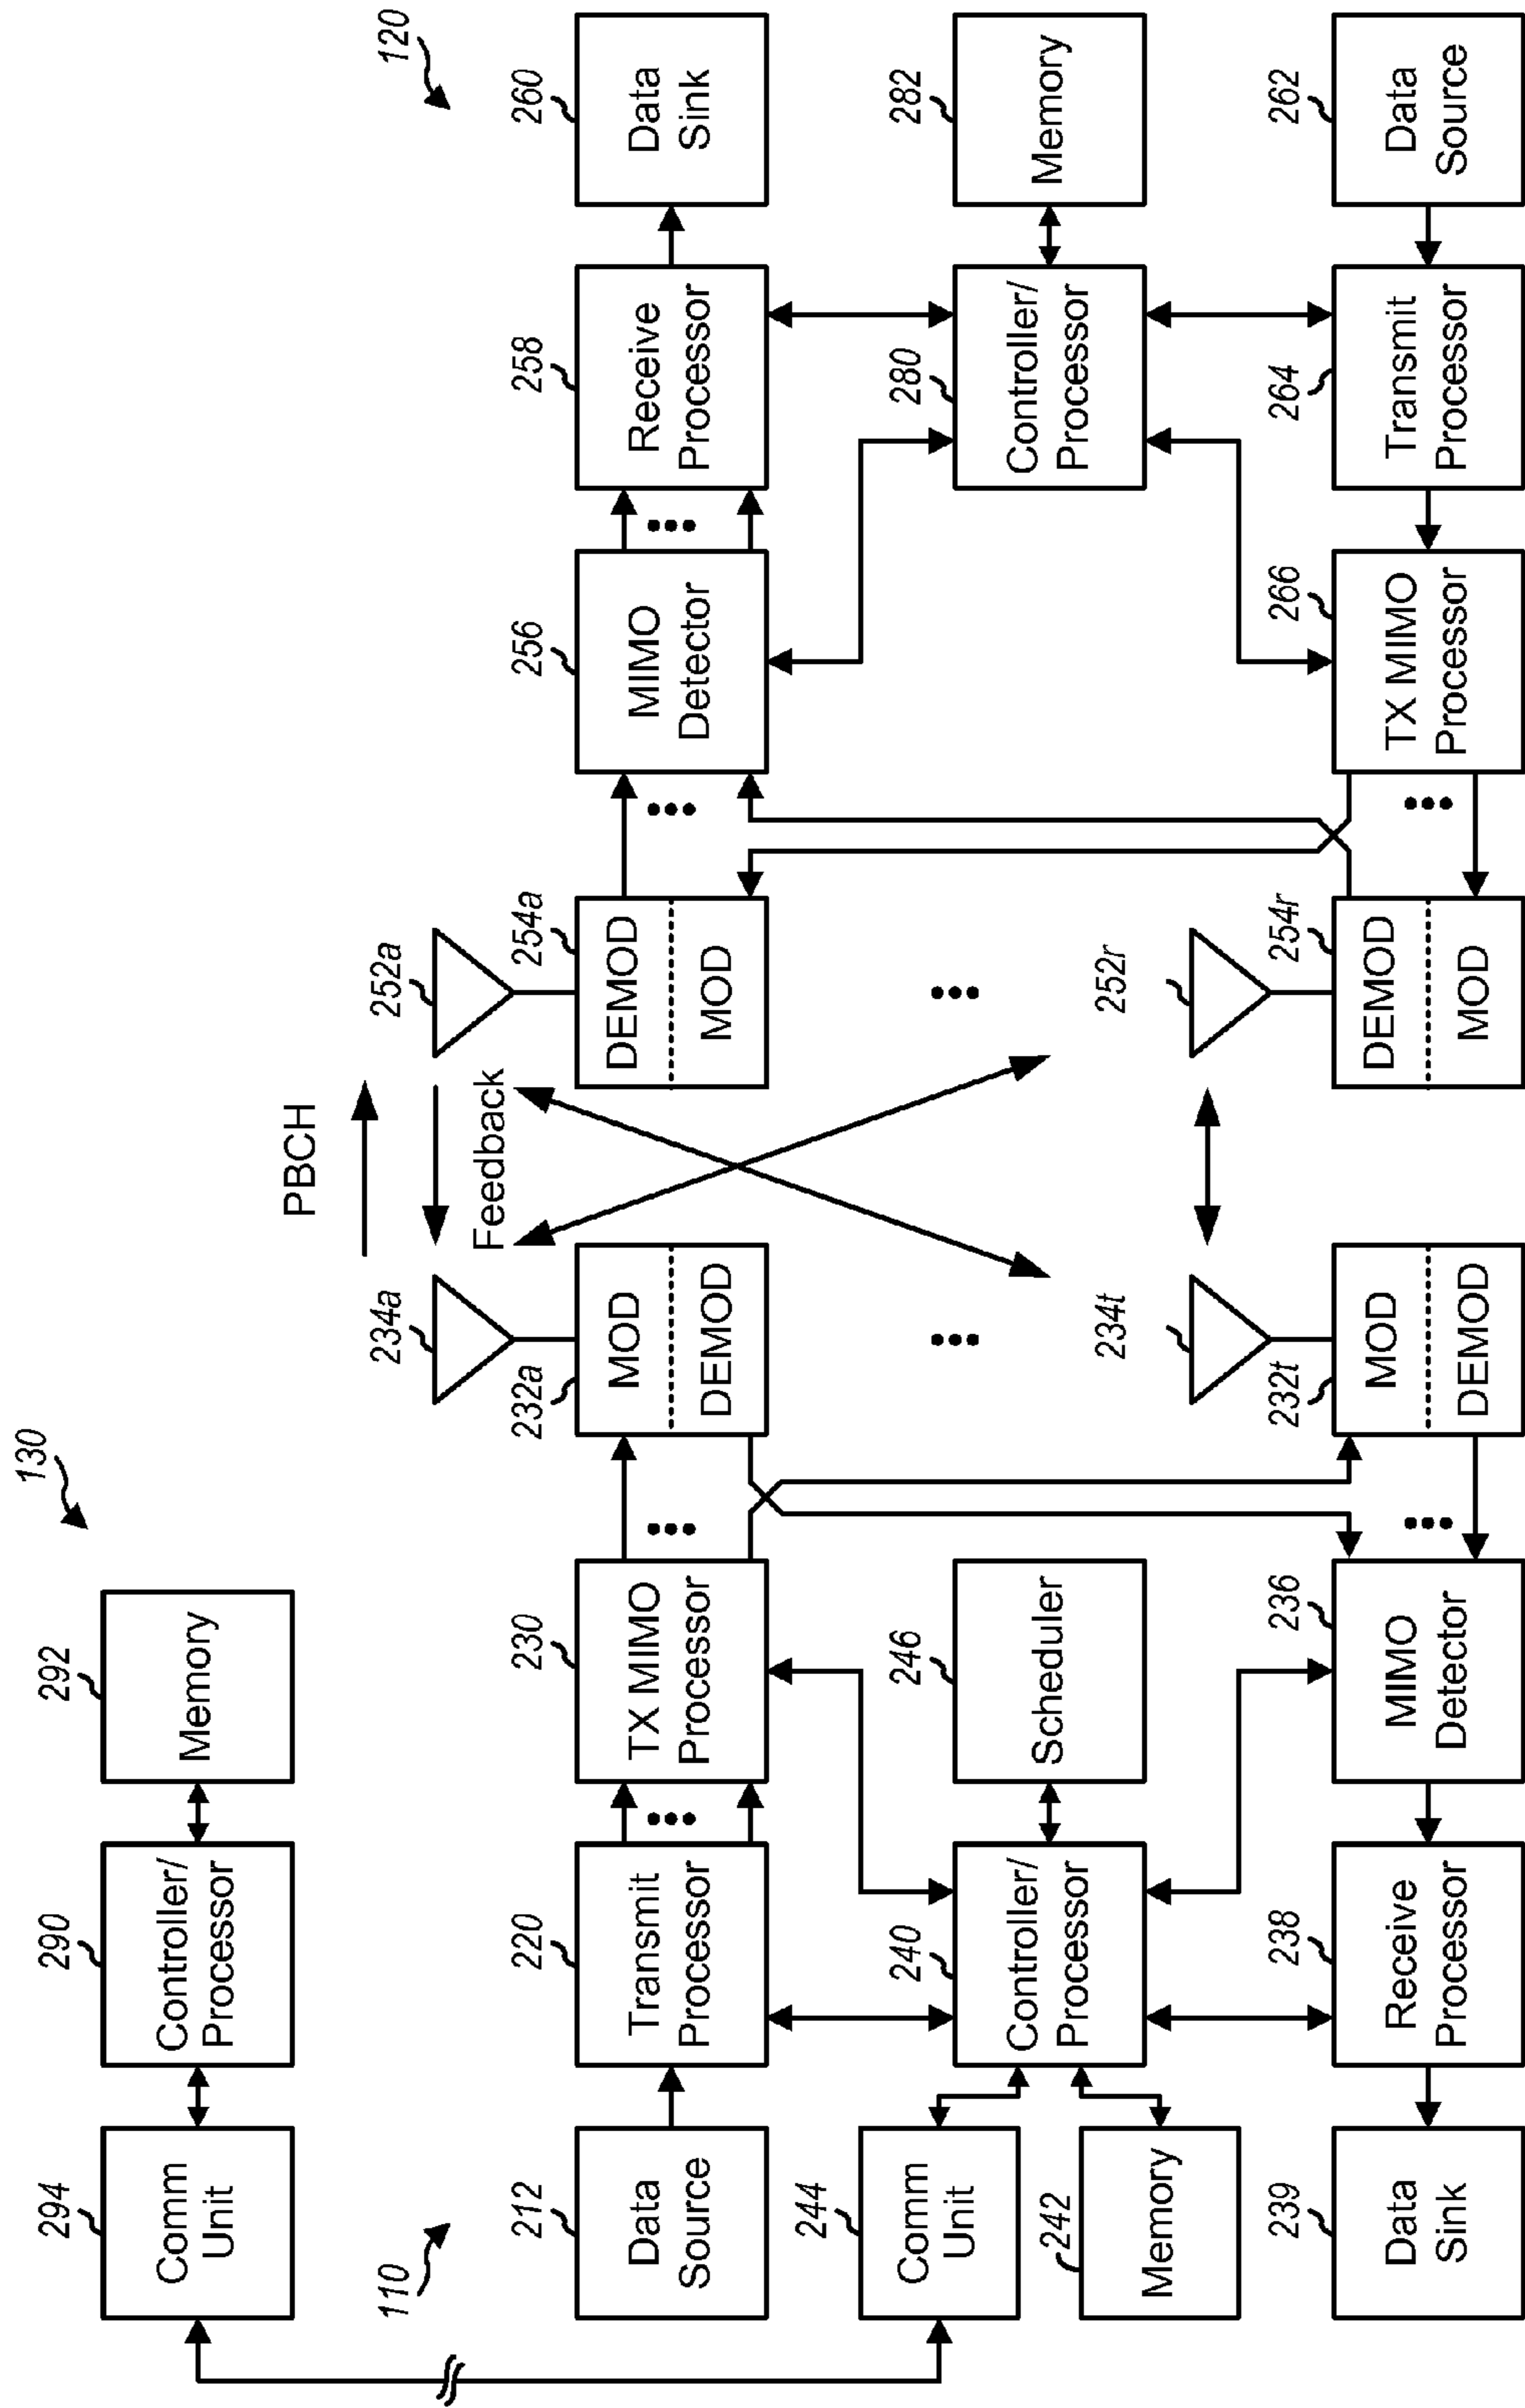 130
294
Comm
Unit
290
Controller/
Processor
292
Memory
110
212
Data
Source
220
Transmit
Processor
230
TX MIMO
Processor
232a
MOD
DEMOD
234a
244
Comm
Unit
242
Memory
240
Controller/
Processor
246
Scheduler
239
Data
Sink
238
Receive
Processor
236
MIMO
Detector
232t
MOD
DEMOD
234t
PBCH
Feedback
120
252a
254a
DEMOD
MOD
256
MIMO
Detector
258
Receive
Processor
260
Data
Sink
280
Controller/
Processor
282
Memory
252r
254r
DEMOD
MOD
266
TX MIMO
Processor
264
Transmit
Processor
262
Data
Source